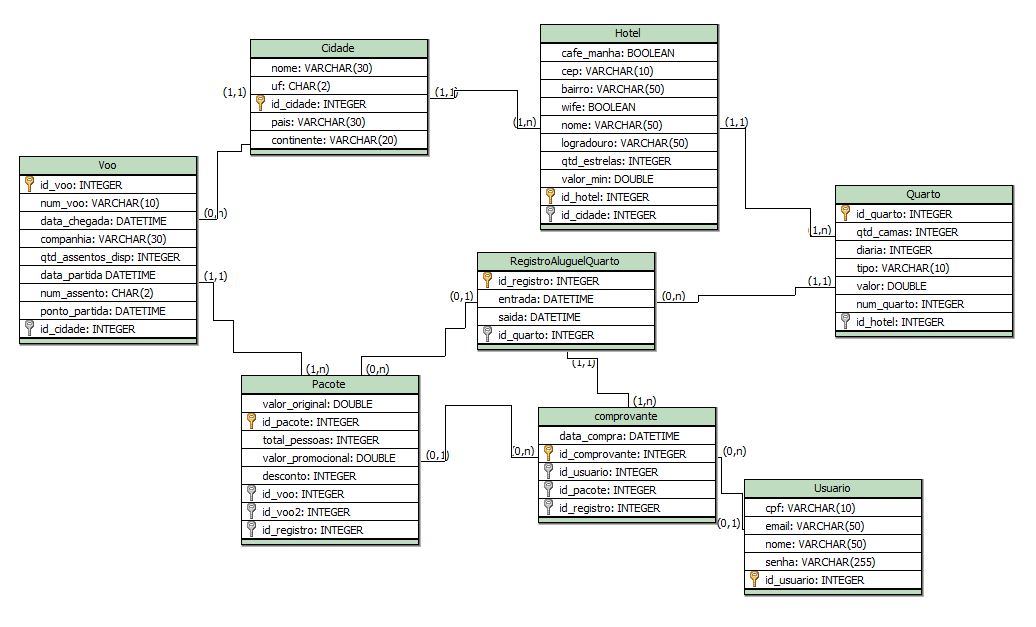 Cidade
nome: VARCHAR(30)
uf: CHAR(2)
id_cidade: INTEGER
pais: VARCHAR(30)
continente: VARCHAR(20)
(1,1)
(1,1)
Hotel
cafe_manha: BOOLEAN
cep: VARCHAR(10)
bairro: VARCHAR(50)
wife: BOOLEAN
nome: VARCHAR(50)
logradouro: VARCHAR(50)
qtd_estrelas: INTEGER
valor_min: DOUBLE
id_hotel: INTEGER
id_cidade: INTEGER
(1,n)
(1,1)
Voo
id_voo: INTEGER
num_voo: VARCHAR(10)
data_chegada: DATETIME
companhia: VARCHAR(30)
qtd_assentos_disp: INTEGER
data_partida DATETIME
num_assento: CHAR(2)
ponto_partida: DATETIME
id_cidade: INTEGER
(0,n)
(1,1)
Quarto
id_quarto: INTEGER
qtd_camas: INTEGER
diaria: INTEGER
tipo: VARCHAR(10)
valor: DOUBLE
num_quarto: INTEGER
id_hotel: INTEGER
(1,n)
(1,1)
RegistroAluguelQuarto
id_registro: INTEGER
entrada: DATETIME
saida: DATETIME
id_quarto: INTEGER
(0,1)
(0,n)
(1,1)
Pacote
valor_original: DOUBLE
id_pacote: INTEGER
total_pessoas: INTEGER
valor_promocional: DOUBLE
desconto: INTEGER
id_voo: INTEGER
id_voo2: INTEGER
id_registro: INTEGER
(1,n)
(0,n)
(0,1)
comprovante
data_compra: DATETIME
id_comprovante: INTEGER
id_usuario: INTEGER
id_pacote: INTEGER
id_registro: INTEGER
(1,n)
(0,n)
(0,n)
Usuario
cpf: VARCHAR(10)
email: VARCHAR(50)
nome: VARCHAR(50)
senha: VARCHAR(255)
id_usuario: INTEGER
(0,1)